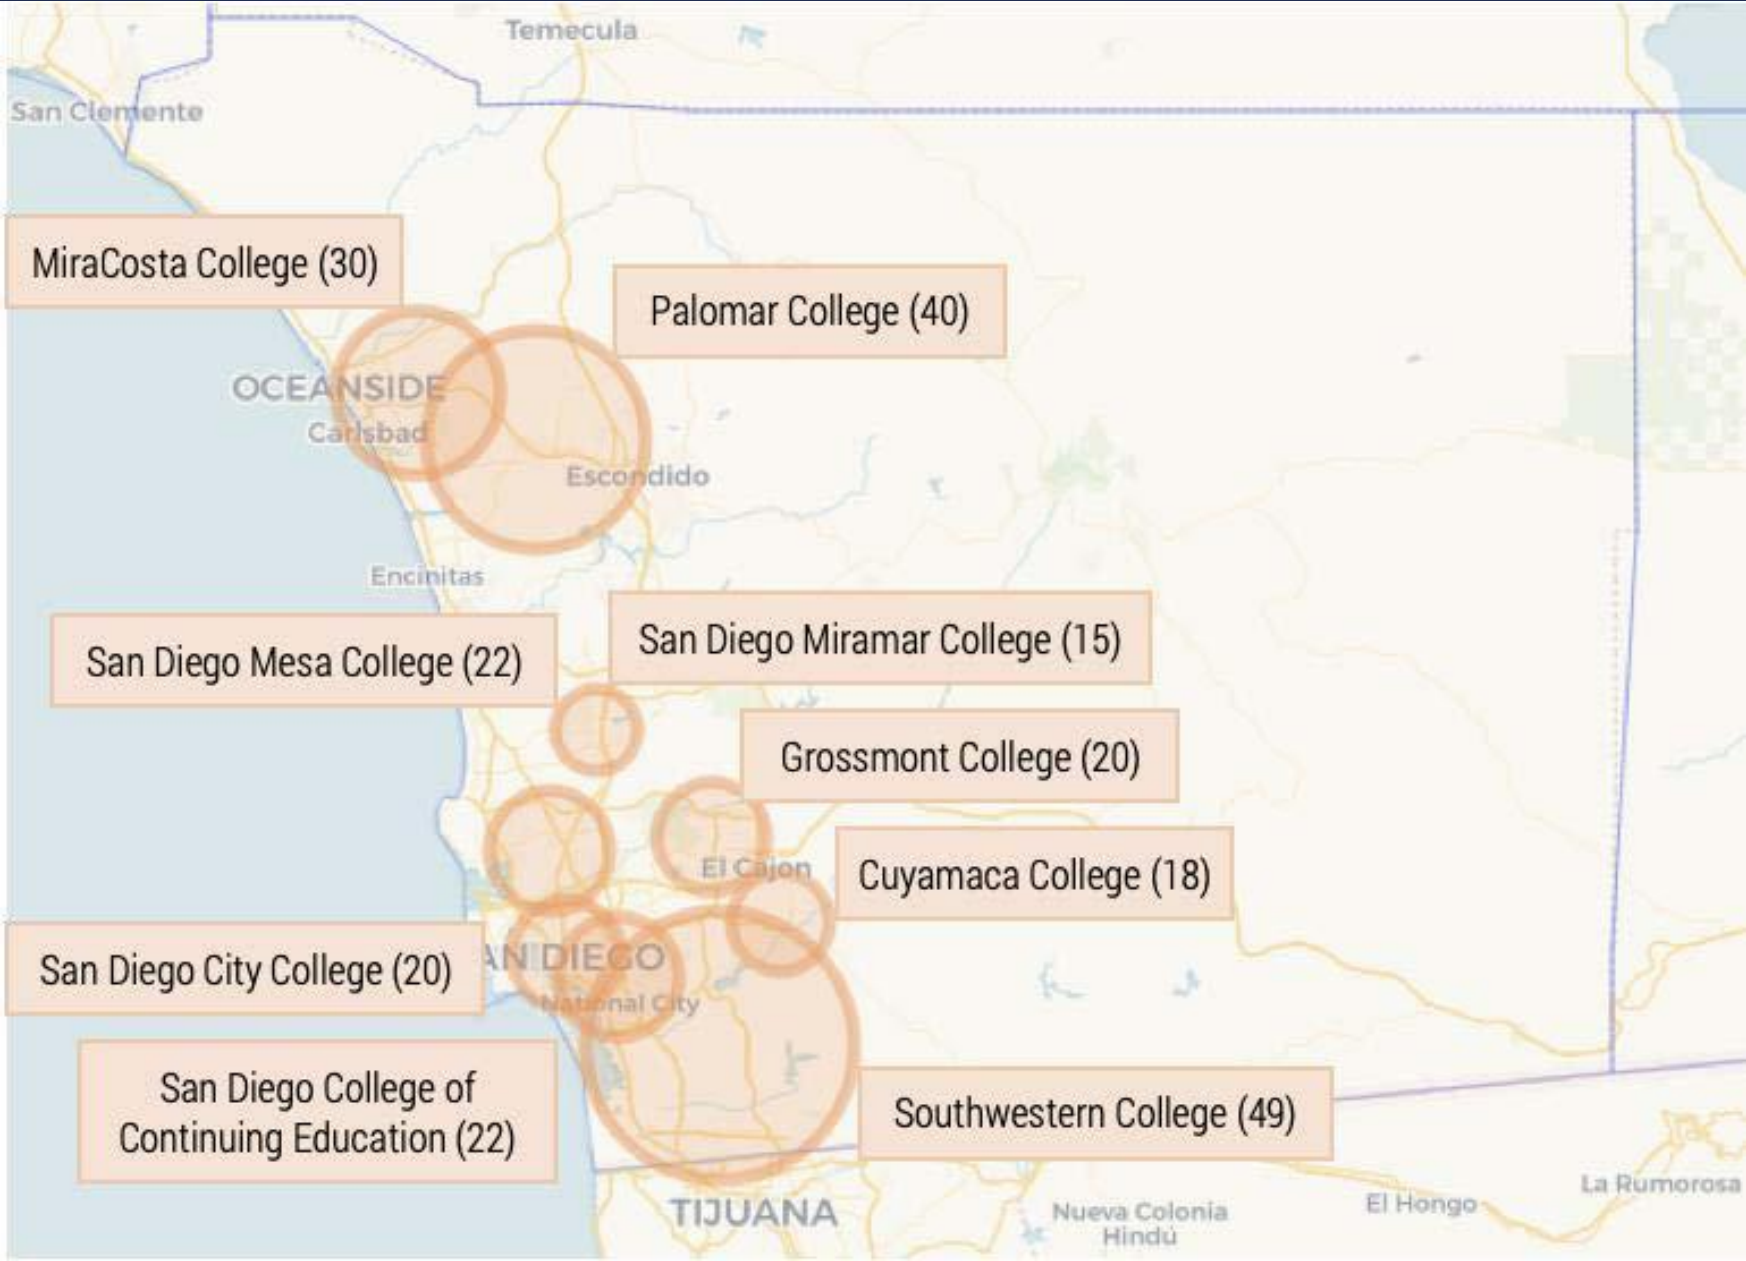 Temecula
San Clemente
MiraCosta College (30)
Palomar College (40)
OCEANSIDE
Carlsbad
Escondido
Encinitas
San Diego Miramar College (15)
San Diego Mesa College (22)
Grossmont College (20)
El Cajon
Cuyamaca College (18)
San Diego City College (20)
AN DIEGO
National City
San Diego College of
Continuing Education (22)
Southwestern College (49)
TIJUANA
Nueva Colonia
Hindú
El Hongo
La Rumorosa